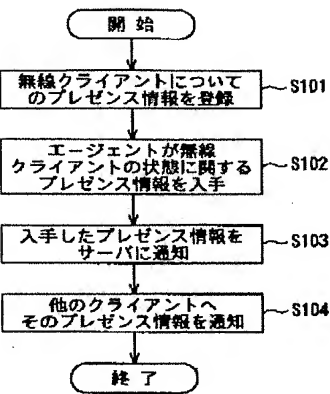 開 始
無線クライアントについて
のプレゼンス情報を登録
S101
エージェントが無線
クライアントの状態に関する
プレゼンス情報を入手
S102
入手したプレゼンス情報を
サーバに通知
S103
他のクライアントへ
そのプレゼンス情報を通知
S104
終 了